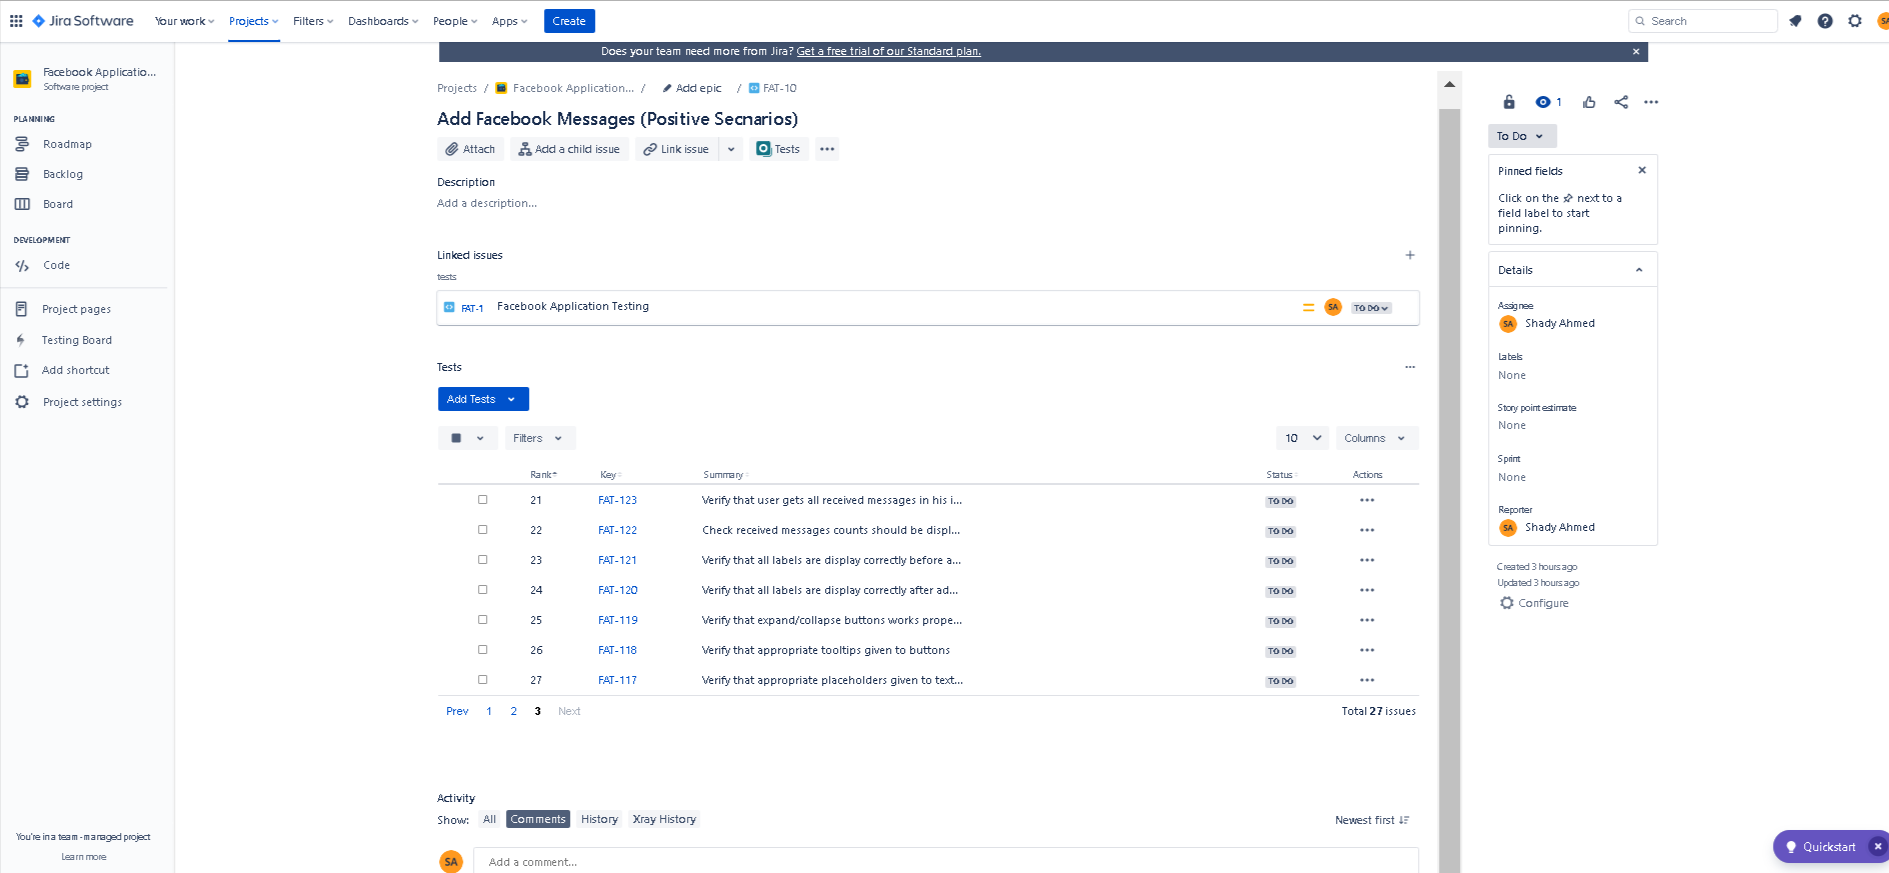 Jira Software Your work Projects Filters Dashboards People Apps Create Search SA
Does your team need more from Jira? Get a free trial of our Standard plan.
Facebook Applicatio...
Software project
PLANNING
Roadmap
Backlog
Board
DEVELOPMENT
Code
Project pages
Testing Board
Add shortcut
Project settings
You're in a team-managed project
Learn more
Projects / Facebook Application... / Add epic / FAT-10
Add Facebook Messages (Positive Secnarios)
Attach Add a child issue Link issue Tests
Description
Add a description...
Linked issues
tests
FAT-1 Facebook Application Testing SA TO DO
Tests
Add Tests
Filters 10 Columns
Rank Key Summary Status Actions
21 FAT-123 Verify that user gets all received messages in his i... TO DO
22 FAT-122 Check received messages counts should be displ... TO DO
23 FAT-121 Verify that all labels are display correctly before a... TO DO
24 FAT-120 Verify that all labels are display correctly after ad... TO DO
25 FAT-119 Verify that expand/collapse buttons works prope... TO DO
26 FAT-118 Verify that appropriate tooltips given to buttons TO DO
27 FAT-117 Verify that appropriate placeholders given to text... TO DO
Prev 1 2 3 Next Total 27 issues
Activity
Show: All Comments History Xray History Newest first
SA Add a comment...
1
To Do
Pinned fields
Click on the next to a
field label to start
pinning.
Details
Assignee
SA Shady Ahmed
Labels
None
Story point estimate
None
Sprint
None
Reporter
SA Shady Ahmed
Created 3 hours ago
Updated 3 hours ago
Configure
Quickstart